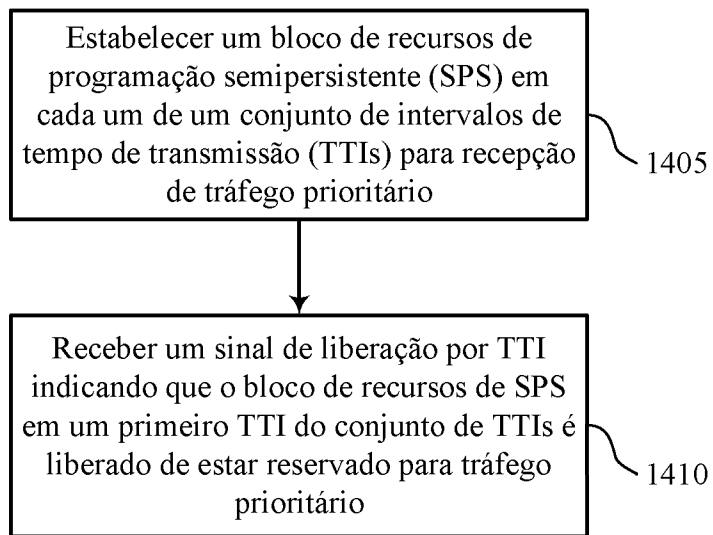 Estabelecer um bloco de recursos de
programação semipersistente (SPS) em
cada um de um conjunto de intervalos de
tempo de transmissão (TTIs) para recepção
de tráfego prioritário
1405
Receber um sinal de liberação por TTI
indicando que o bloco de recursos de SPS
em um primeiro TTI do conjunto de TTIs é
liberado de estar reservado para tráfego
prioritário
1410